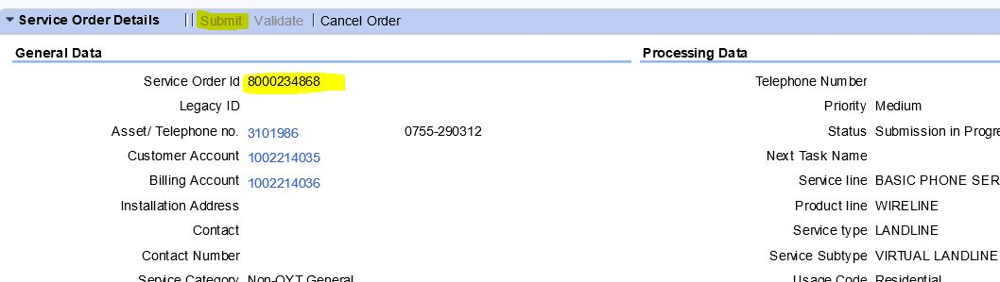 Service Order Details Submit Validate Cancel Order
General Data
Service Order Id 8000234868
Legacy ID
Asset/ Telephone no. 3101986 0755-290312
Customer Account 1002214035
Billing Account 1002214036
Installation Address
Contact
Contact Number
Service Category Non-OYT General
Processing Data
Telephone Number
Priority Medium
Status Submission in Progre
Next Task Name
Service line BASIC PHONE SER
Product line WIRELINE
Service type LANDLINE
Service Subtype VIRTUAL LANDLINE
Usage Code Residential